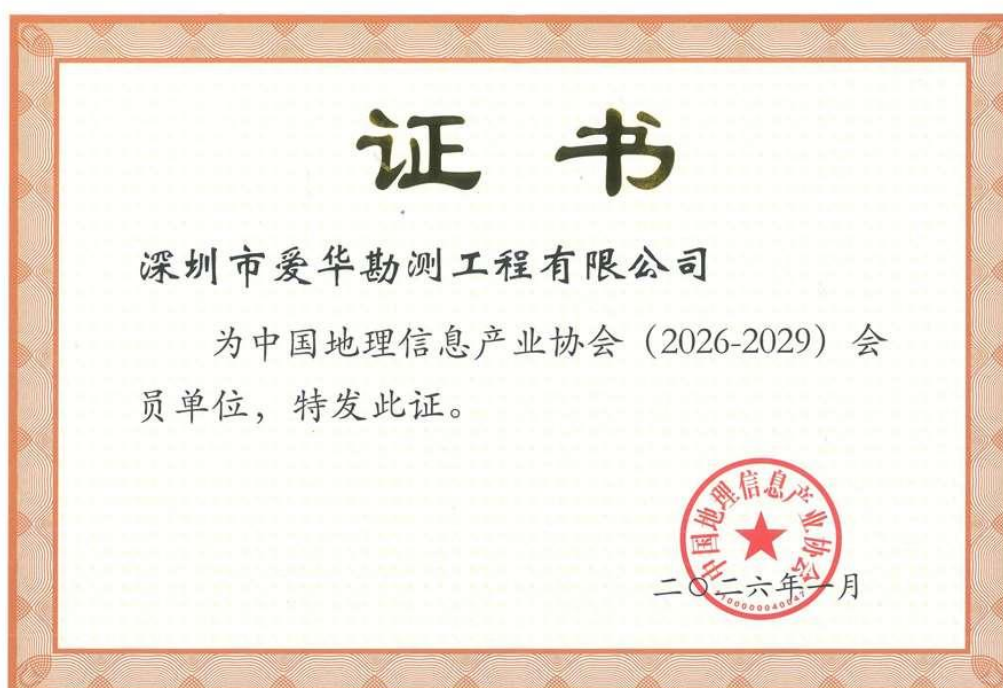 证书
深圳市爱华勘测工程有限公司
为中国地理信息产业协会（2026-2029）会
员单位，特发此证。
中国地理信息产业协会
二〇二六年一月